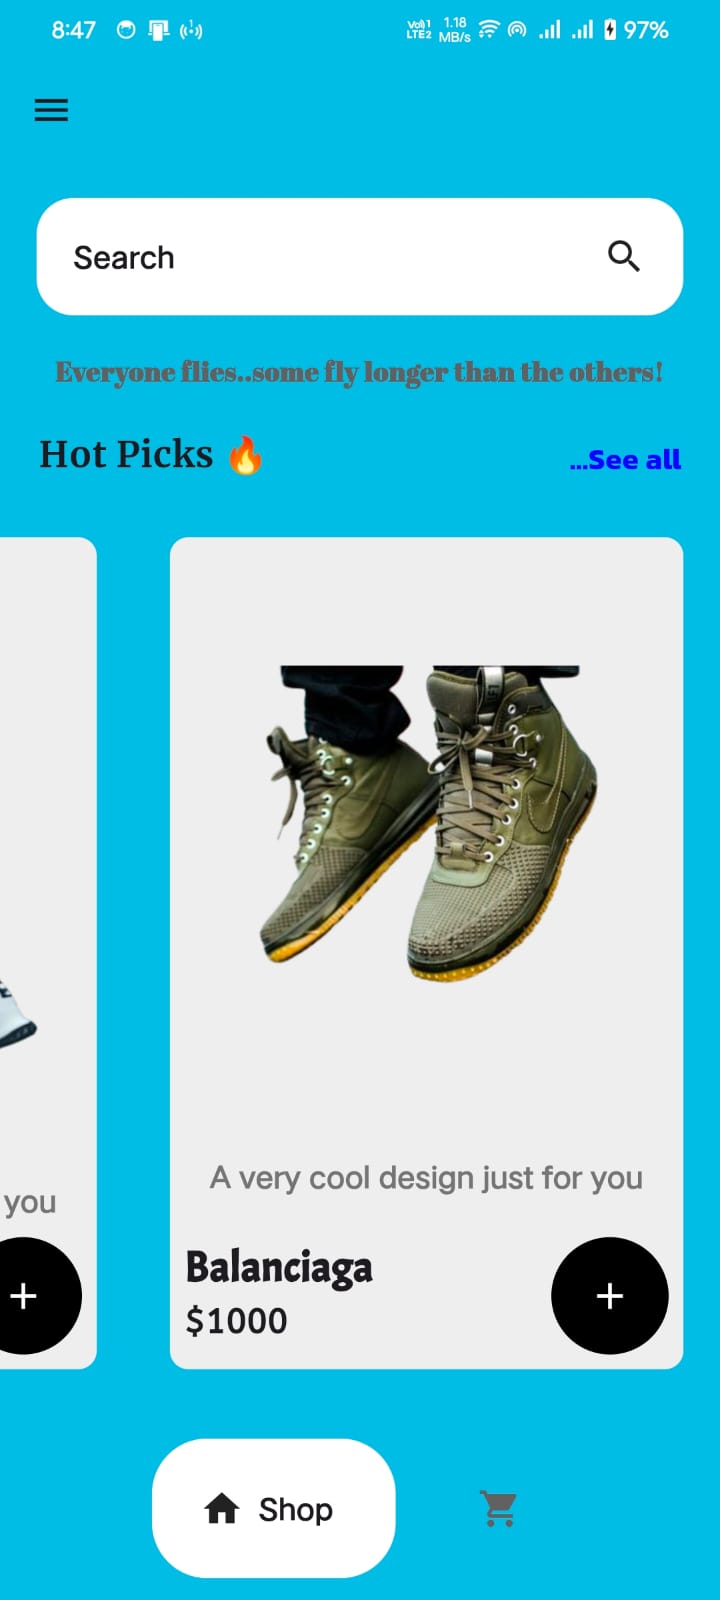 8:47
Vo))1 LTE2 1.18 MB/s 97%
Search
Everyone flies..some fly longer than the others!
Hot Picks 🔥
...See all
A very cool design just for you
you
Balanciaga
$1000
Shop